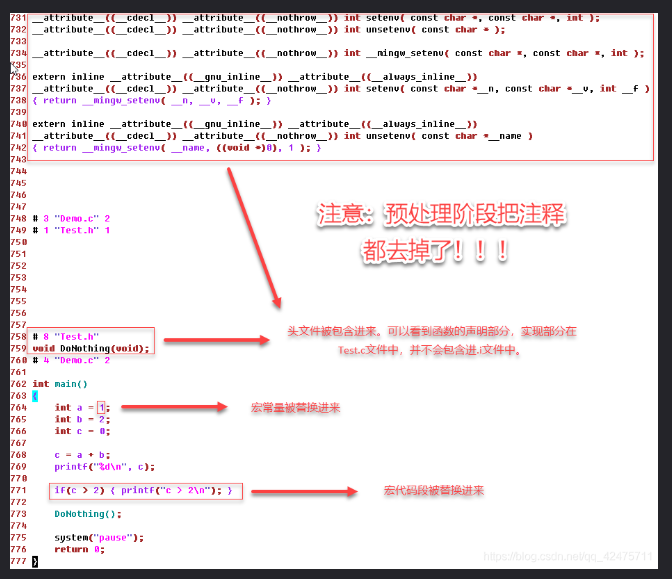 731 __attribute__((__cdecl__)) __attribute__((__nothrow__)) int setenv( const char *, const char *, int );
732 __attribute__((__cdecl__)) __attribute__((__nothrow__)) int unsetenv( const char * );
733
734 __attribute__((__cdecl__)) __attribute__((__nothrow__)) int __mingw_setenv( const char *, const char *, int );
735
736 extern inline __attribute__((__gnu_inline__)) __attribute__((__always_inline__))
737 __attribute__((__cdecl__)) __attribute__((__nothrow__)) int setenv( const char *__n, const char *__v, int __f )
738 { return __mingw_setenv( __n, __v, __f ); }
739
740 extern inline __attribute__((__gnu_inline__)) __attribute__((__always_inline__))
741 __attribute__((__cdecl__)) __attribute__((__nothrow__)) int unsetenv( const char *__name )
742 { return __mingw_setenv( __name, ((void *)0), 1 ); }
743
744
745
746
747
748 # 3 "Demo.c" 2
749 # 1 "Test.h" 1
注意：预处理阶段把注释
都去掉了！！！
750
751
752
753
754
755
756
757
758 # 8 "Test.h"
头文件被包含进来。可以看到函数的声明部分，实现部分在
759 void DoNothing(void);
Test.c文件中，并不会包含进.i文件中。
760 # 4 "Demo.c" 2
761
762 int main()
763 {
764 int a = 1;
宏常量被替换进来
765 int b = 2;
766 int c = 0;
767
768 c = a + b;
769 printf("%d\n", c);
770
771 if(c > 2) { printf("c > 2\n"); }
宏代码段被替换进来
772
773 DoNothing();
774
775 system("pause");
776 return 0;
777 }
https://blog.csdn.net/qq_42475711